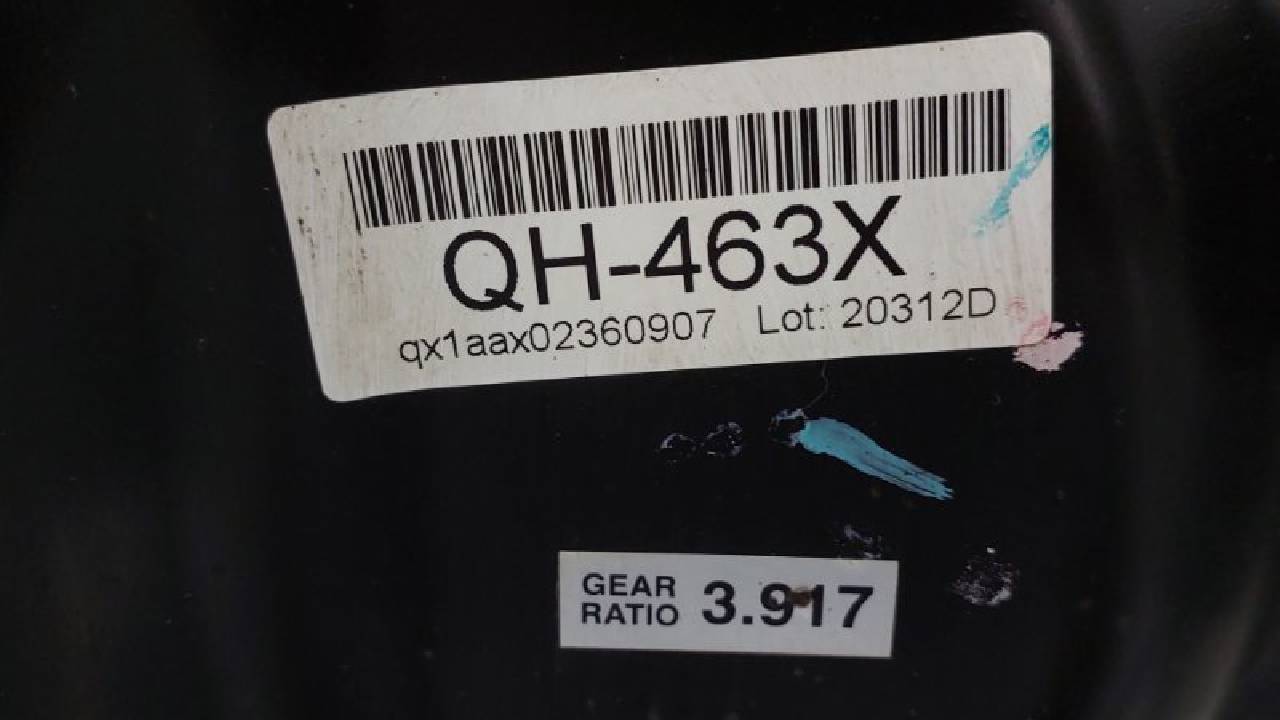 QH-463X
qx1aax02360907 Lot: 20312D
GEAR
RATIO 3.917